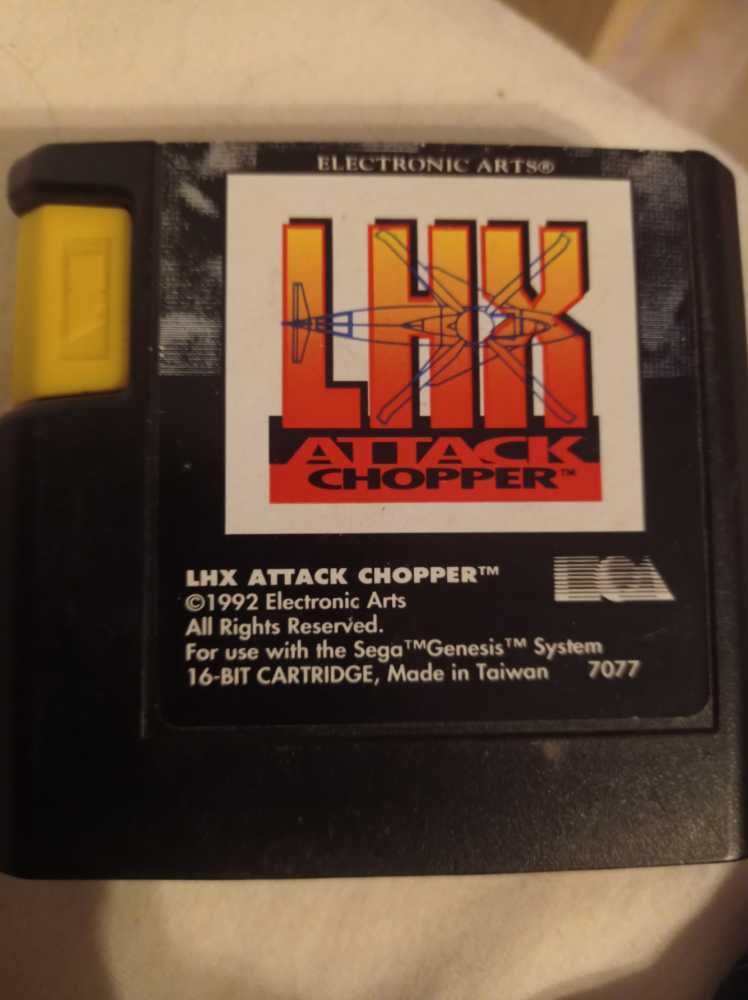 ELECTRONIC ARTS®
LHX
ATTACK
CHOPPER™
LHX ATTACK CHOPPER™
EOA
©1992 Electronic Arts
All Rights Reserved.
For use with the Sega™Genesis™ System
16-BIT CARTRIDGE, Made in Taiwan 7077